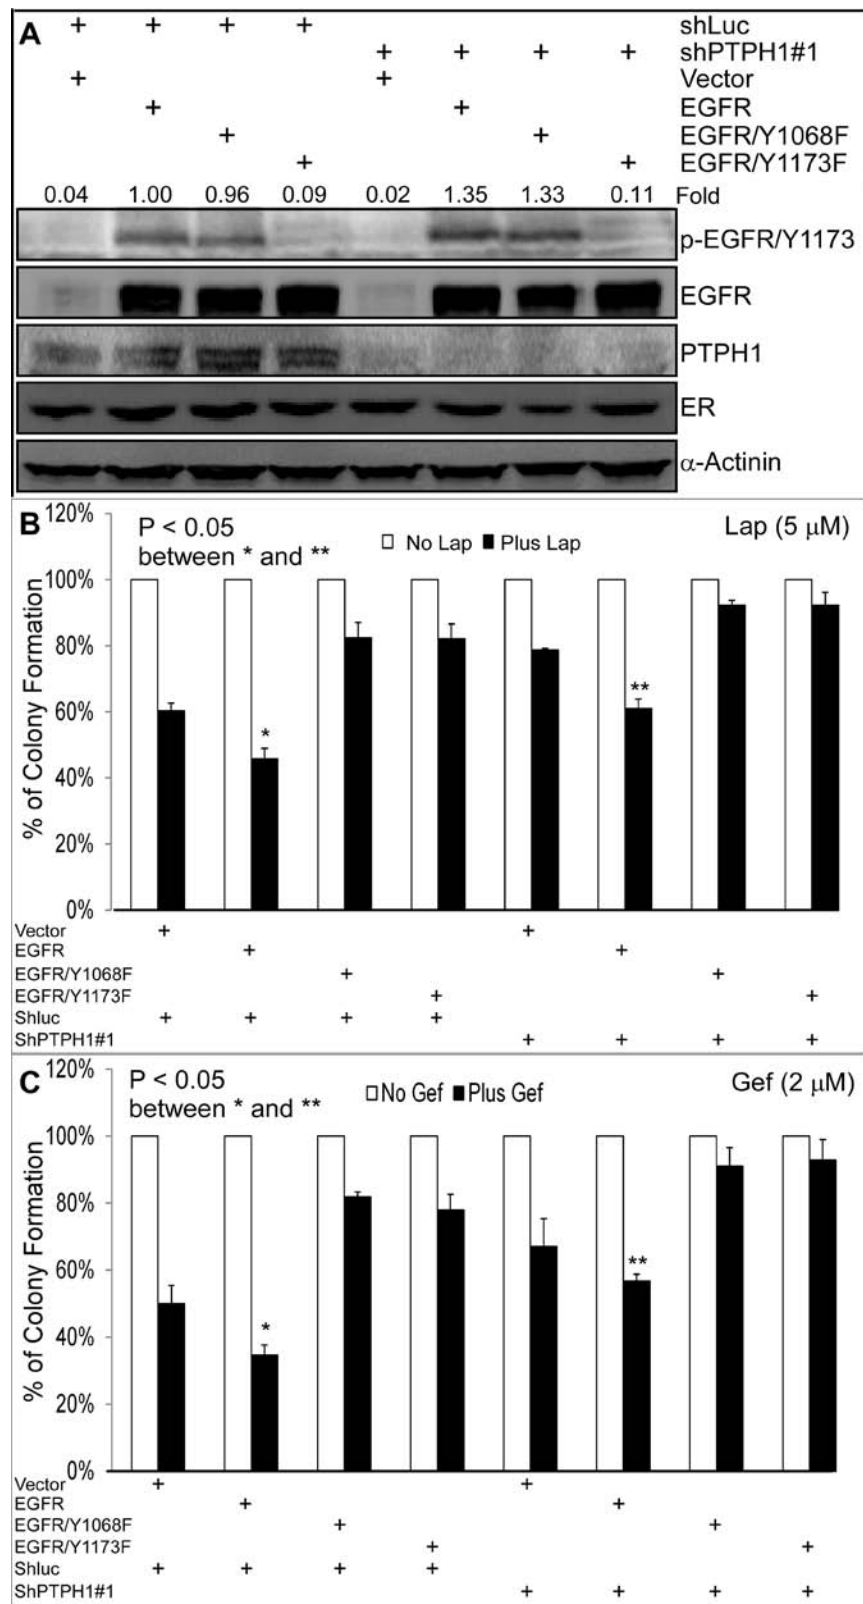 A
+ + + + shLuc
+ + + + shPTPH1#1
+ + Vector
+ + EGFR
+ + EGFR/Y1068F
+ + EGFR/Y1173F
0.04 1.00 0.96 0.09 0.02 1.35 1.33 0.11 Fold
p-EGFR/Y1173
EGFR
PTPH1
ER
α-Actinin
B
P < 0.05
between * and **
No Lap Plus Lap
Lap (5 µM)
% of Colony Formation
120%
100%
80%
60%
40%
20%
0%
* **
Vector + +
EGFR + +
EGFR/Y1068F + +
EGFR/Y1173F + +
Shluc + + + +
ShPTPH1#1 + + + +
C
P < 0.05
between * and **
No Gef Plus Gef
Gef (2 µM)
% of Colony Formation
120%
100%
80%
60%
40%
20%
0%
* **
Vector + +
EGFR + +
EGFR/Y1068F + +
EGFR/Y1173F + +
Shluc + + + +
ShPTPH1#1 + + + +